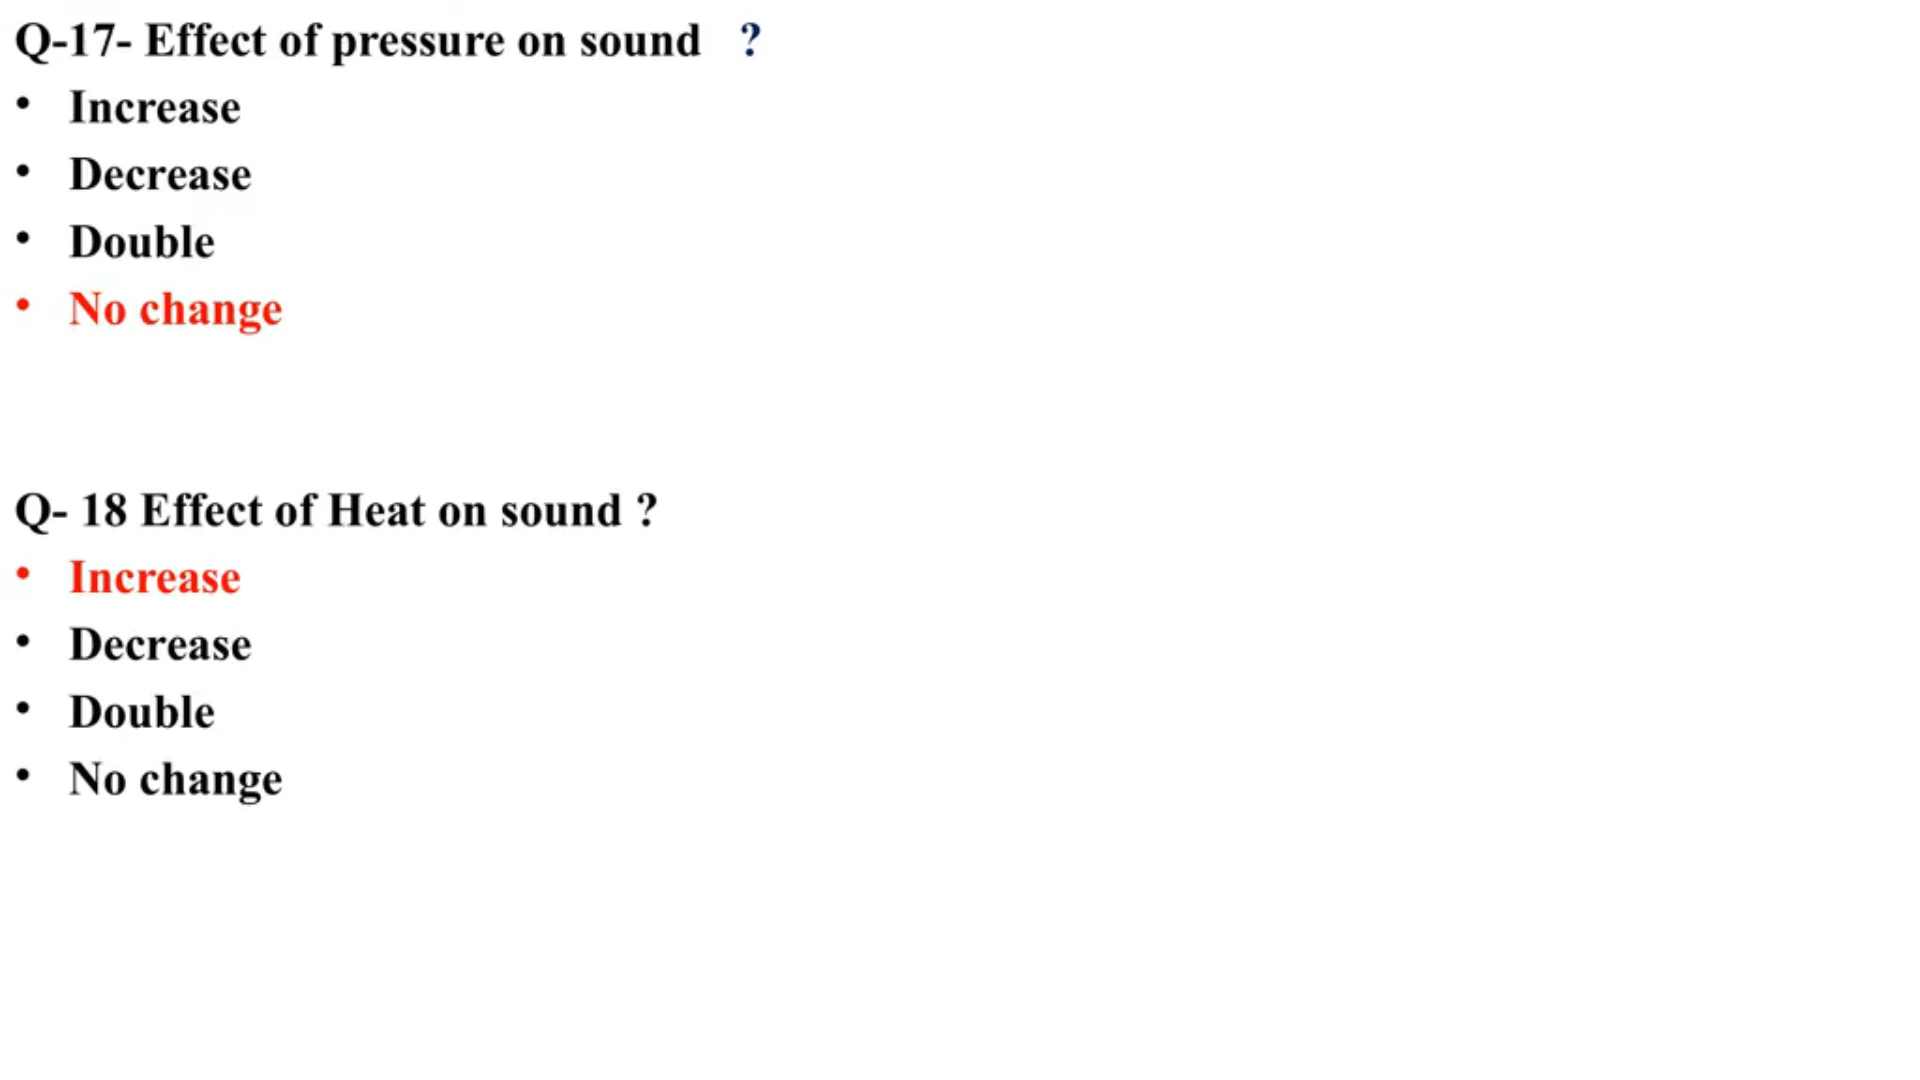 Q-17- Effect of pressure on sound ?
• Increase
• Decrease
• Double
• No change
Q- 18 Effect of Heat on sound ?
• Increase
• Decrease
• Double
• No change